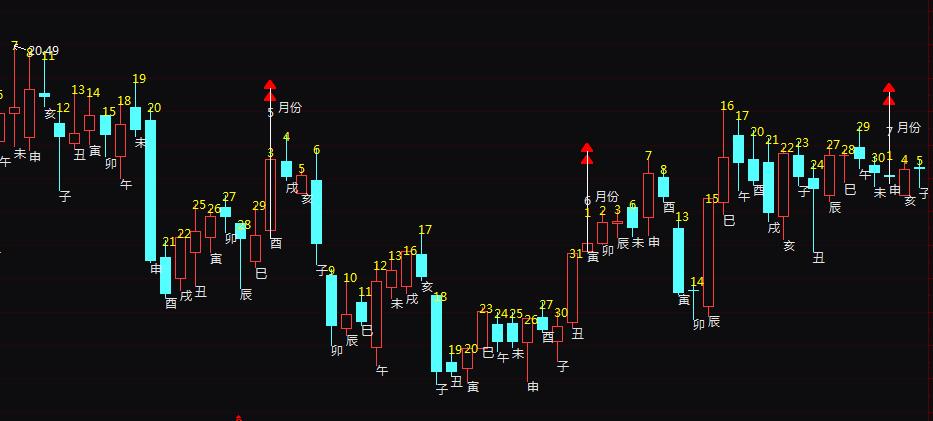 午
7
20.49
未
8
申
11
亥
12
子
13
丑
14
寅
15
卯
18
午
19
未
20
申
21
酉
22
戌
25
丑
26
寅
27
卯
28
辰
29
巳
5 月份
3
酉
4
戌
5
亥
6
子
9
卯
10
辰
11
巳
12
午
13
未
16
戌
17
亥
18
子
19
丑
20
寅
23
巳
24
午
25
未
26
申
27
酉
30
子
31
丑
6 月份
1
寅
2
卯
3
辰
6
未
7
申
8
酉
13
寅
14
卯
15
辰
16
巳
17
午
20
酉
21
戌
22
亥
23
子
24
丑
27
辰
28
巳
29
午
30
未
7 月份
1
申
4
亥
5
子